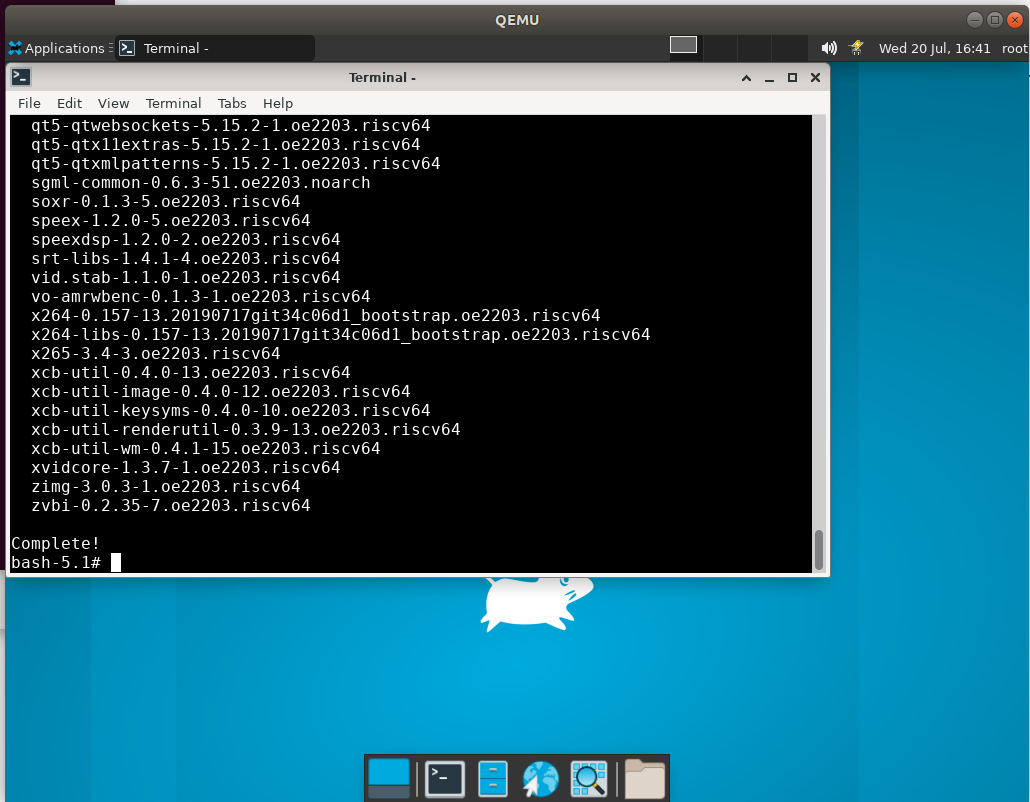 QEMU
Applications Terminal - Wed 20 Jul, 16:41 root
Terminal -
File Edit View Terminal Tabs Help
qt5-qtwebsockets-5.15.2-1.oe2203.riscv64
qt5-qtx11extras-5.15.2-1.oe2203.riscv64
qt5-qtxmlpatterns-5.15.2-1.oe2203.riscv64
sgml-common-0.6.3-51.oe2203.noarch
soxr-0.1.3-5.oe2203.riscv64
speex-1.2.0-5.oe2203.riscv64
speexdsp-1.2.0-2.oe2203.riscv64
srt-libs-1.4.1-4.oe2203.riscv64
vid.stab-1.1.0-1.oe2203.riscv64
vo-amrwbenc-0.1.3-1.oe2203.riscv64
x264-0.157-13.20190717git34c06d1_bootstrap.oe2203.riscv64
x264-libs-0.157-13.20190717git34c06d1_bootstrap.oe2203.riscv64
x265-3.4-3.oe2203.riscv64
xcb-util-0.4.0-13.oe2203.riscv64
xcb-util-image-0.4.0-12.oe2203.riscv64
xcb-util-keysyms-0.4.0-10.oe2203.riscv64
xcb-util-renderutil-0.3.9-13.oe2203.riscv64
xcb-util-wm-0.4.1-15.oe2203.riscv64
xvidcore-1.3.7-1.oe2203.riscv64
zimg-3.0.3-1.oe2203.riscv64
zvbi-0.2.35-7.oe2203.riscv64
Complete!
bash-5.1#